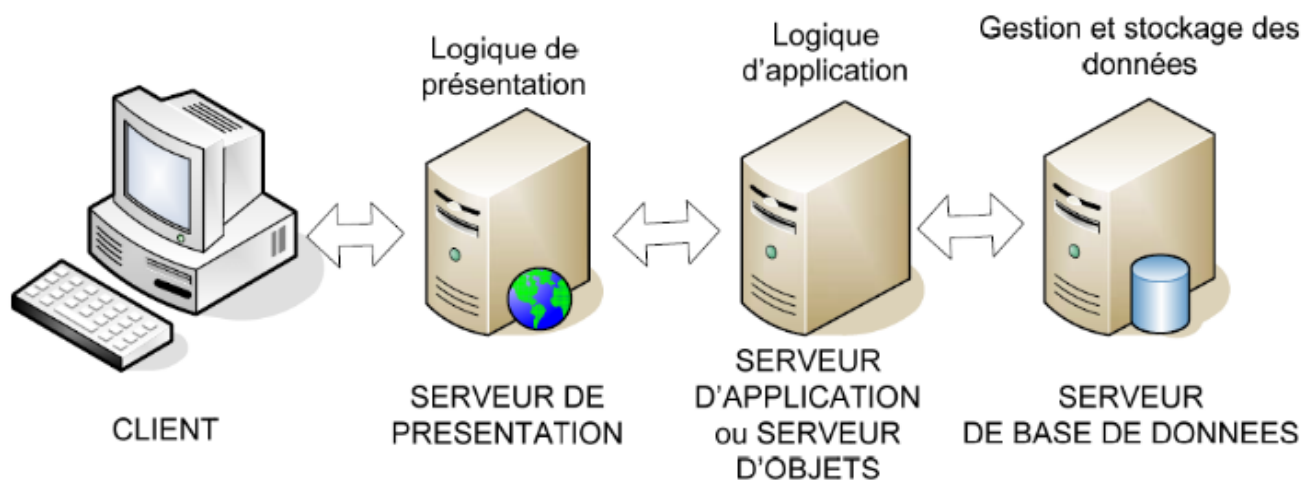 Logique de
présentation
Logique
d'application
Gestion et stockage des
données
CLIENT
SERVEUR DE
PRESENTATION
SERVEUR
D'APPLICATION
ou SERVEUR
D'OBJETS
SERVEUR
DE BASE DE DONNEES